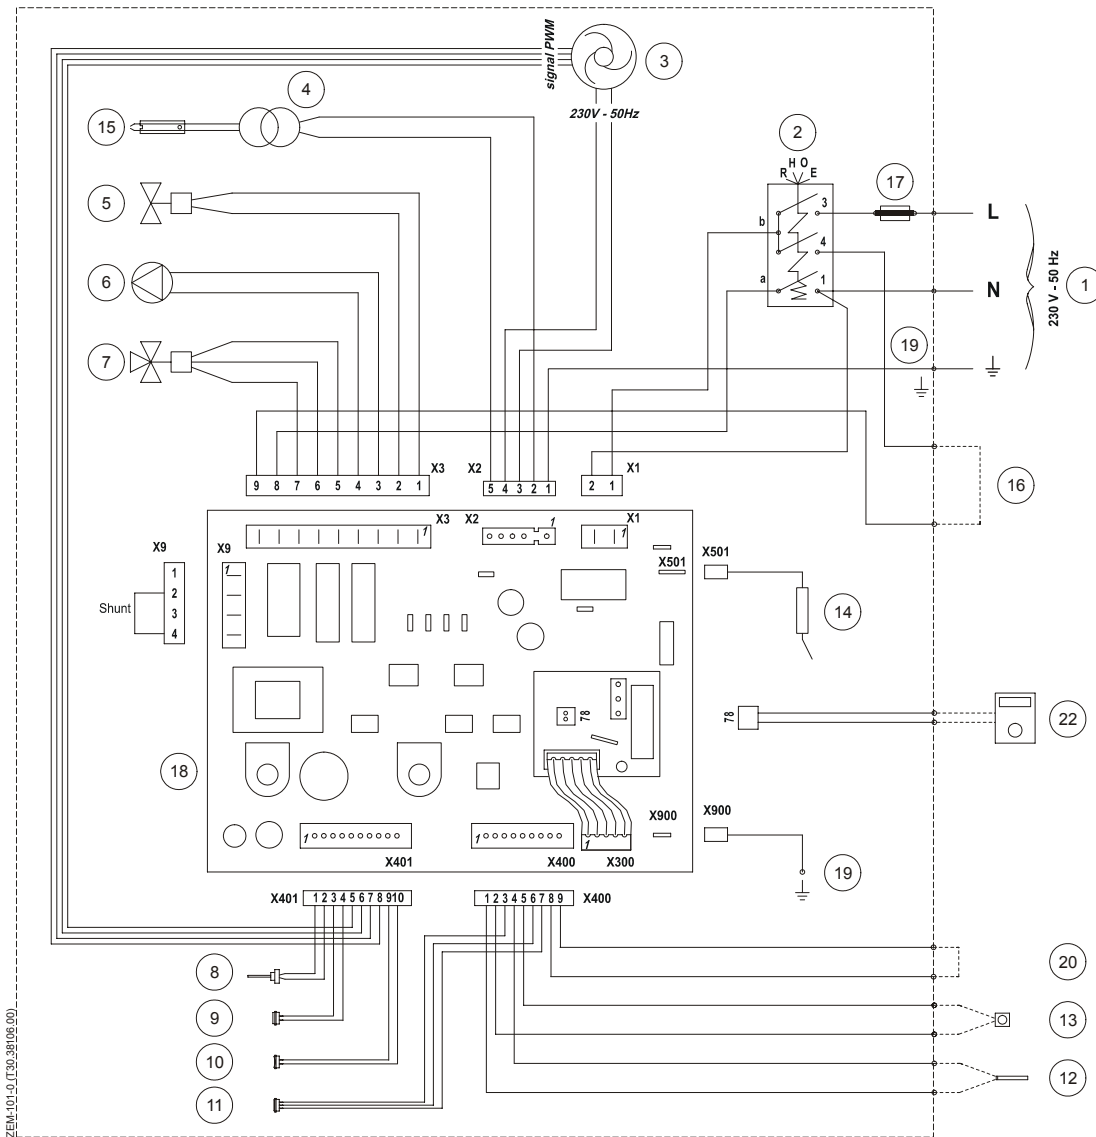 signal PWM
3
4
230V - 50Hz
15
2
H O
R E
17
5
3
L
b
4
6
a
1
N
230 V - 50 Hz
1
19
7
X3
X2
X1
9 8 7 6 5 4 3 2 1
5 4 3 2 1
2 1
16
X3
X2
1
X1
1
1
X9
X9
X501
X501
1
1
2
3
4
Shunt
14
78
78
22
18
X900
X900
1
1
1
X401
X400
X300
19
X401
1 2 3 4 5 6 7 8 9 10
1 2 3 4 5 6 7 8 9
X400
8
20
9
13
10
12
11
ZEM-101-0 (T30.38106.00)